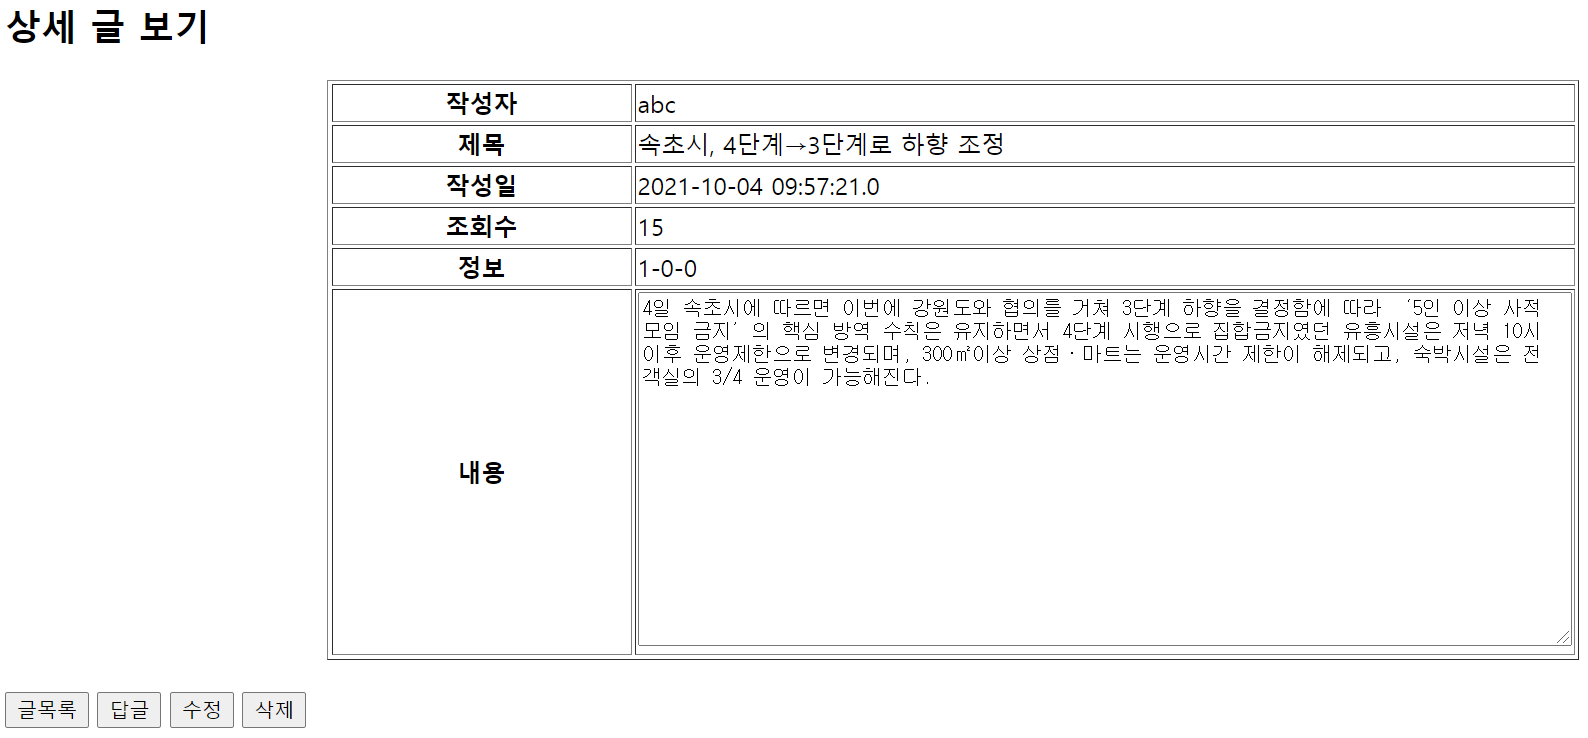 상세 글 보기
작성자 abc
제목 속초시, 4단계→3단계로 하향 조정
작성일 2021-10-04 09:57:21.0
조회수 15
정보 1-0-0
내용
4일 속초시에 따르면 이번에 강원도와 협의를 거쳐 3단계 하향을 결정함에 따라 ‘5인 이상 사적
모임 금지’의 핵심 방역 수칙은 유지하면서 4단계 시행으로 집합금지였던 유흥시설은 저녁 10시
이후 운영제한으로 변경되며, 300㎡이상 상점·마트는 운영시간 제한이 해제되고, 숙박시설은 전
객실의 3/4 운영이 가능해진다.
글목록 답글 수정 삭제